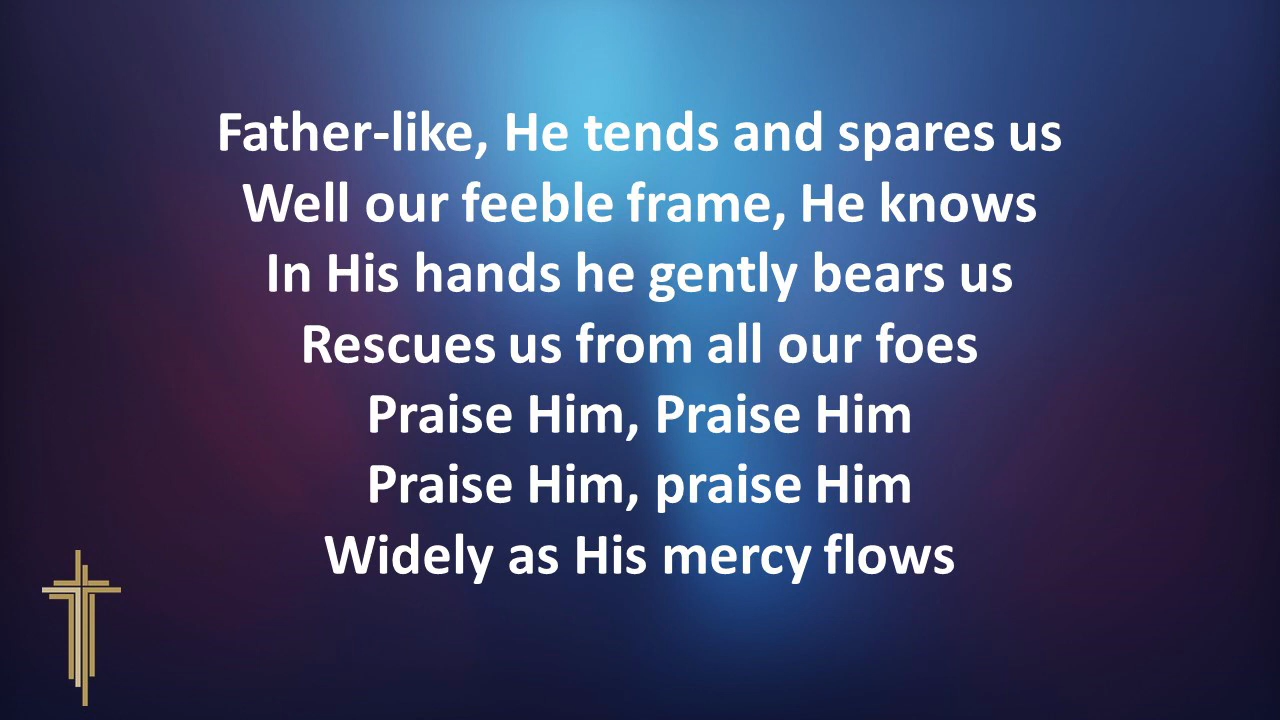 Father-like, He tends and spares us
Well our feeble frame, He knows
In His hands he gently bears us
Rescues us from all our foes
Praise Him, Praise Him
Praise Him, praise Him
Widely as His mercy flows